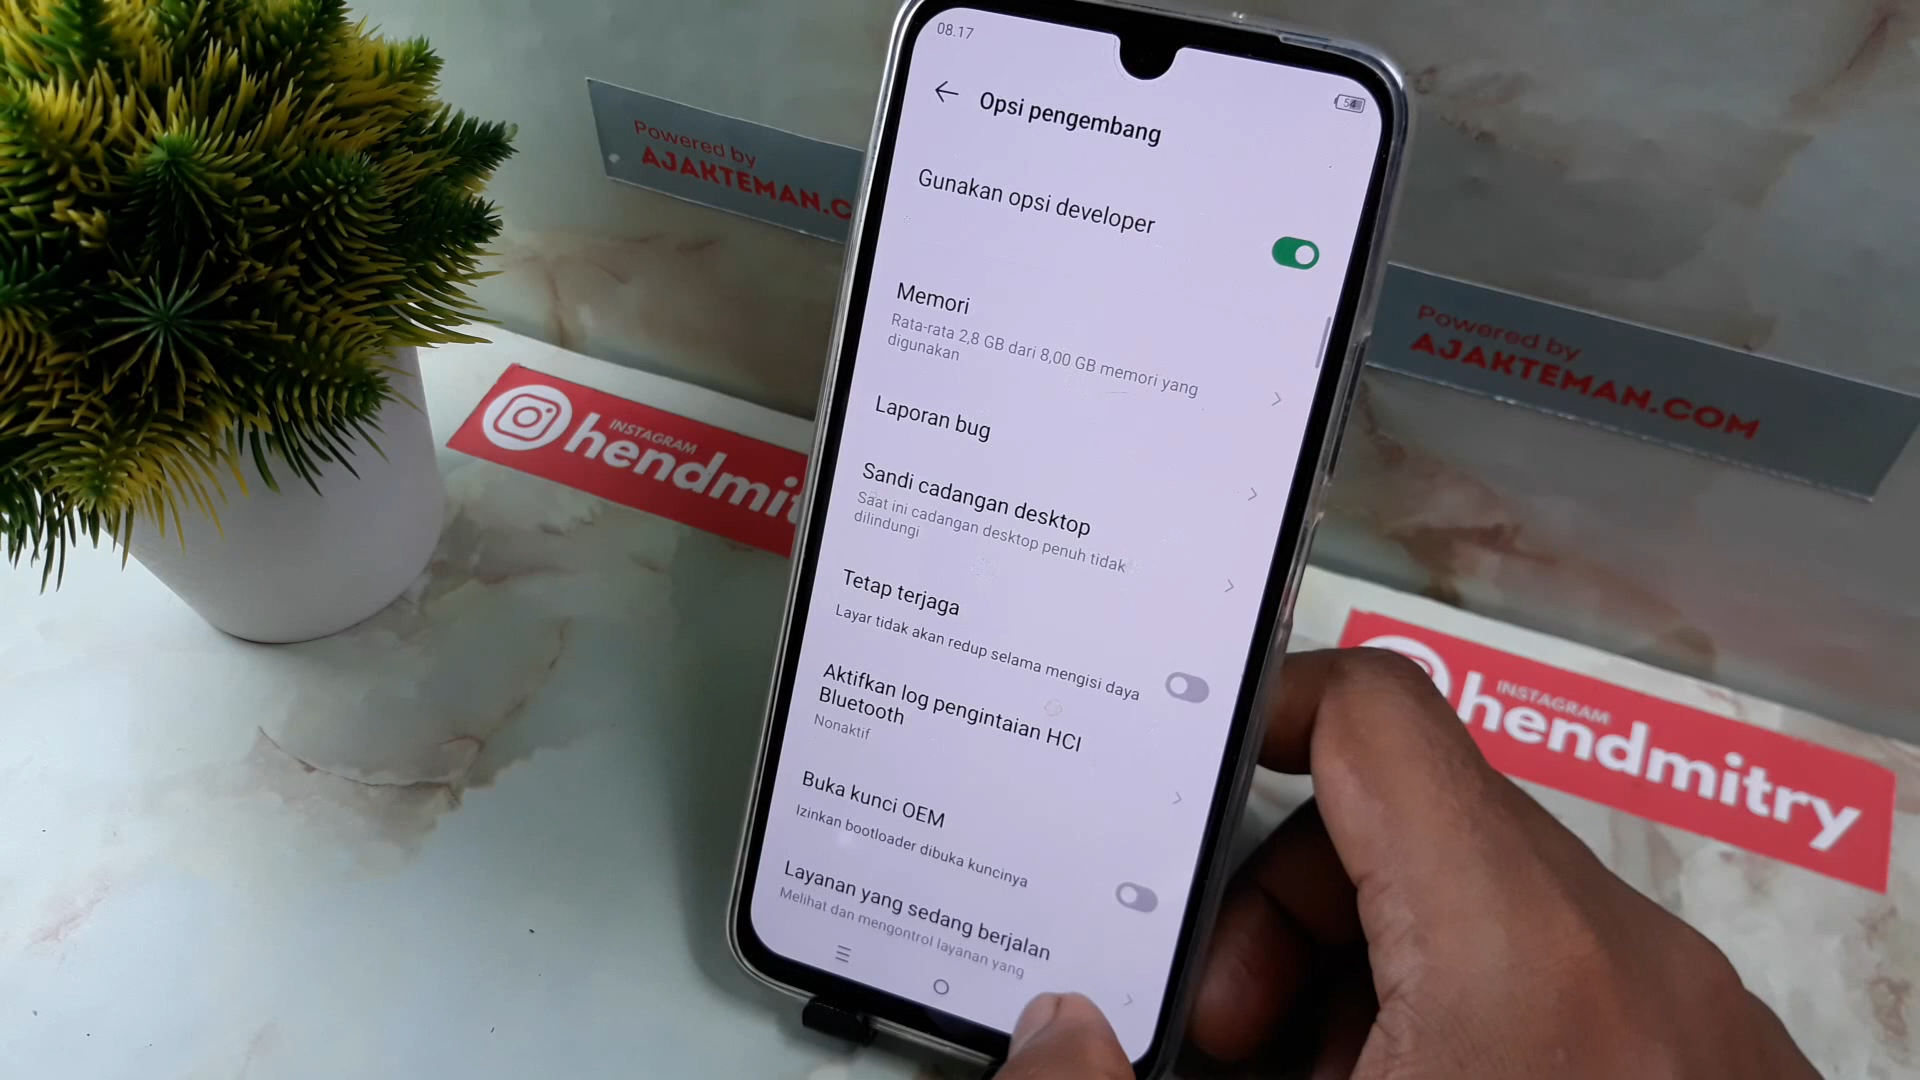 08.17
54
Opsi pengembang
Gunakan opsi developer
Memori
Rata-rata 2,8 GB dari 8,00 GB memori yang
digunakan
Laporan bug
Sandi cadangan desktop
Saat ini cadangan desktop penuh tidak
dilindungi
Tetap terjaga
Layar tidak akan redup selama mengisi daya
Aktifkan log pengintaian HCI
Bluetooth
Nonaktif
Buka kunci OEM
Izinkan bootloader dibuka kuncinya
Layanan yang sedang berjalan
Melihat dan mengontrol layanan yang
Powered by
AJAKTEMAN.C
INSTAGRAM
hendmit
Powered by
AJAKTEMAN.COM
INSTAGRAM
hendmitry